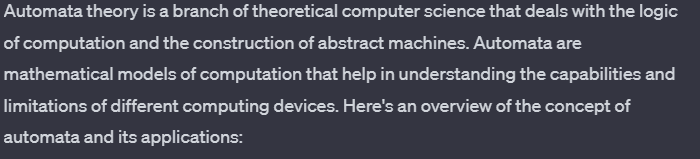 Automata theory is a branch of theoretical computer science that deals with the logic
of computation and the construction of abstract machines. Automata are
mathematical models of computation that help in understanding the capabilities and
limitations of different computing devices. Here's an overview of the concept of
automata and its applications: